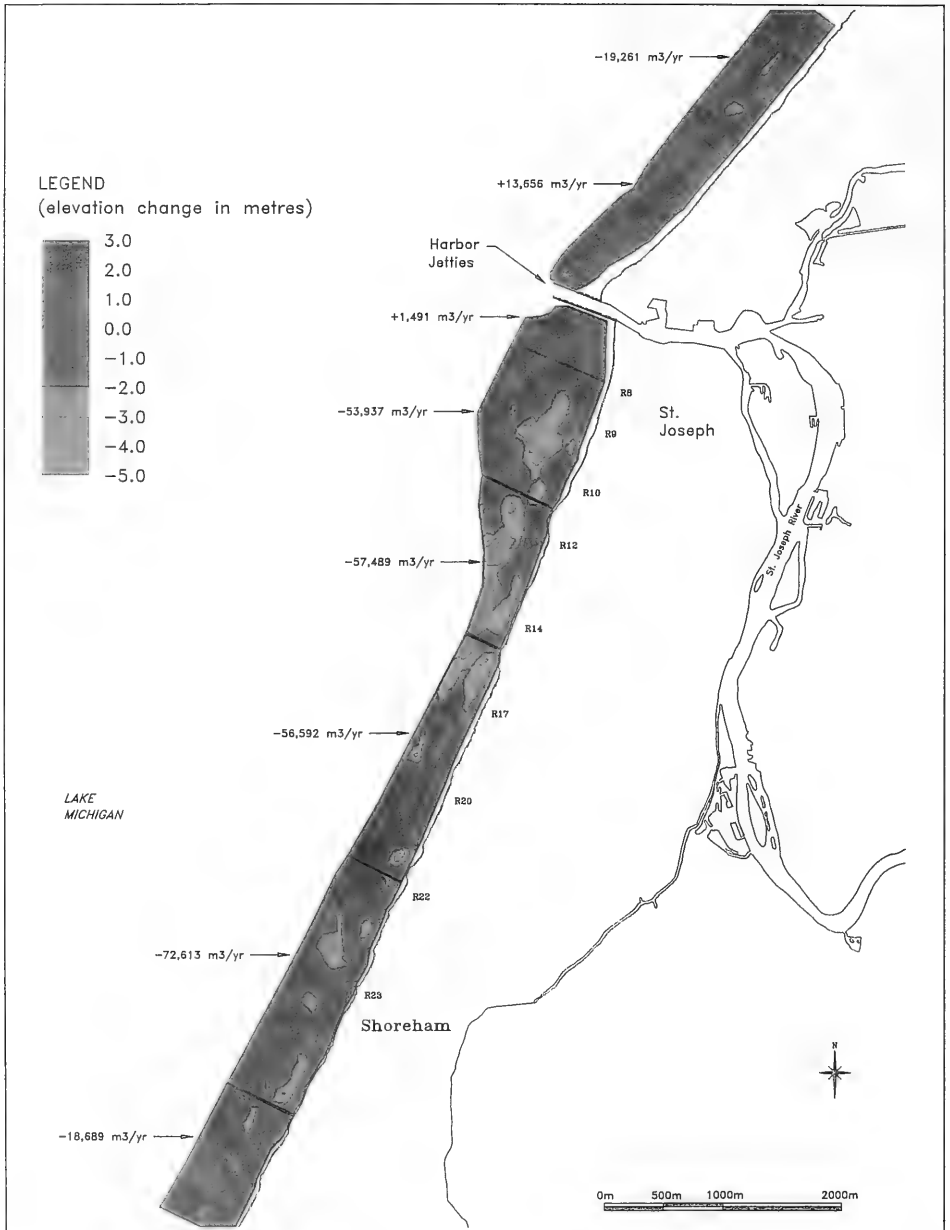 -19,261 m3/yr
LEGEND
(elevation change in metres)
3.0
2.0
1.0
0.0
-1.0
-2.0
-3.0
-4.0
-5.0
+13,656 m3/yr
Harbor
Jetties
+1,491 m3/yr
R8
-53,937 m3/yr
St.
Joseph
R9
R10
R12
St. Joseph River
-57,489 m3/yr
R14
R17
-56,592 m3/yr
LAKE
MICHIGAN
R20
R22
-72,613 m3/yr
R23
Shoreham
N
-18,689 m3/yr
0m 500m 1000m 2000m